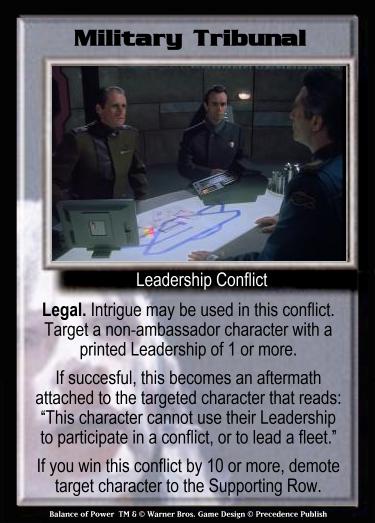 Military Tribunal
Leadership Conflict
Legal. Intrigue may be used in this conflict.
Target a non-ambassador character with a
printed Leadership of 1 or more.
If succesful, this becomes an aftermath
attached to the targeted character that reads:
“This character cannot use their Leadership
to participate in a conflict, or to lead a fleet.”
If you win this conflict by 10 or more, demote
target character to the Supporting Row.
Balance of Power TM & © Warner Bros. Game Design © Precedence Publish